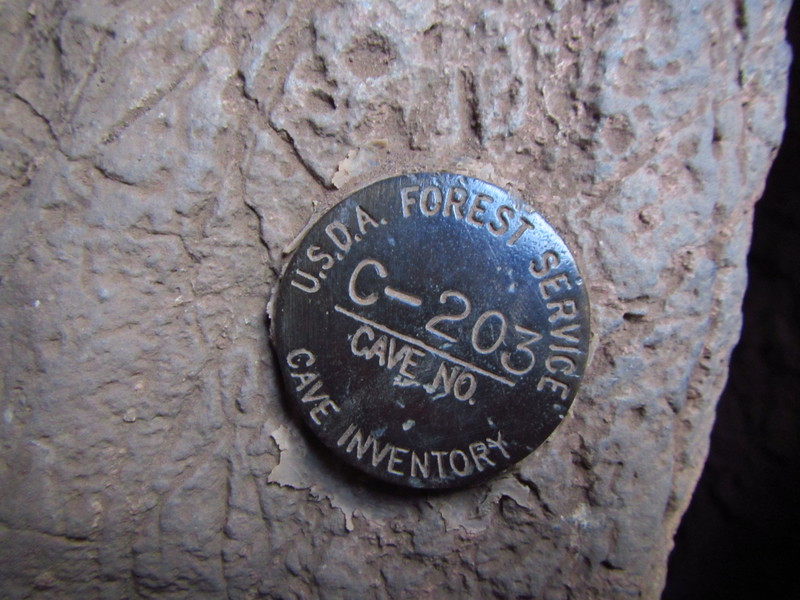 U.S.D.A. FOREST SERVICE
C-203
CAVE NO.
CAVE INVENTORY